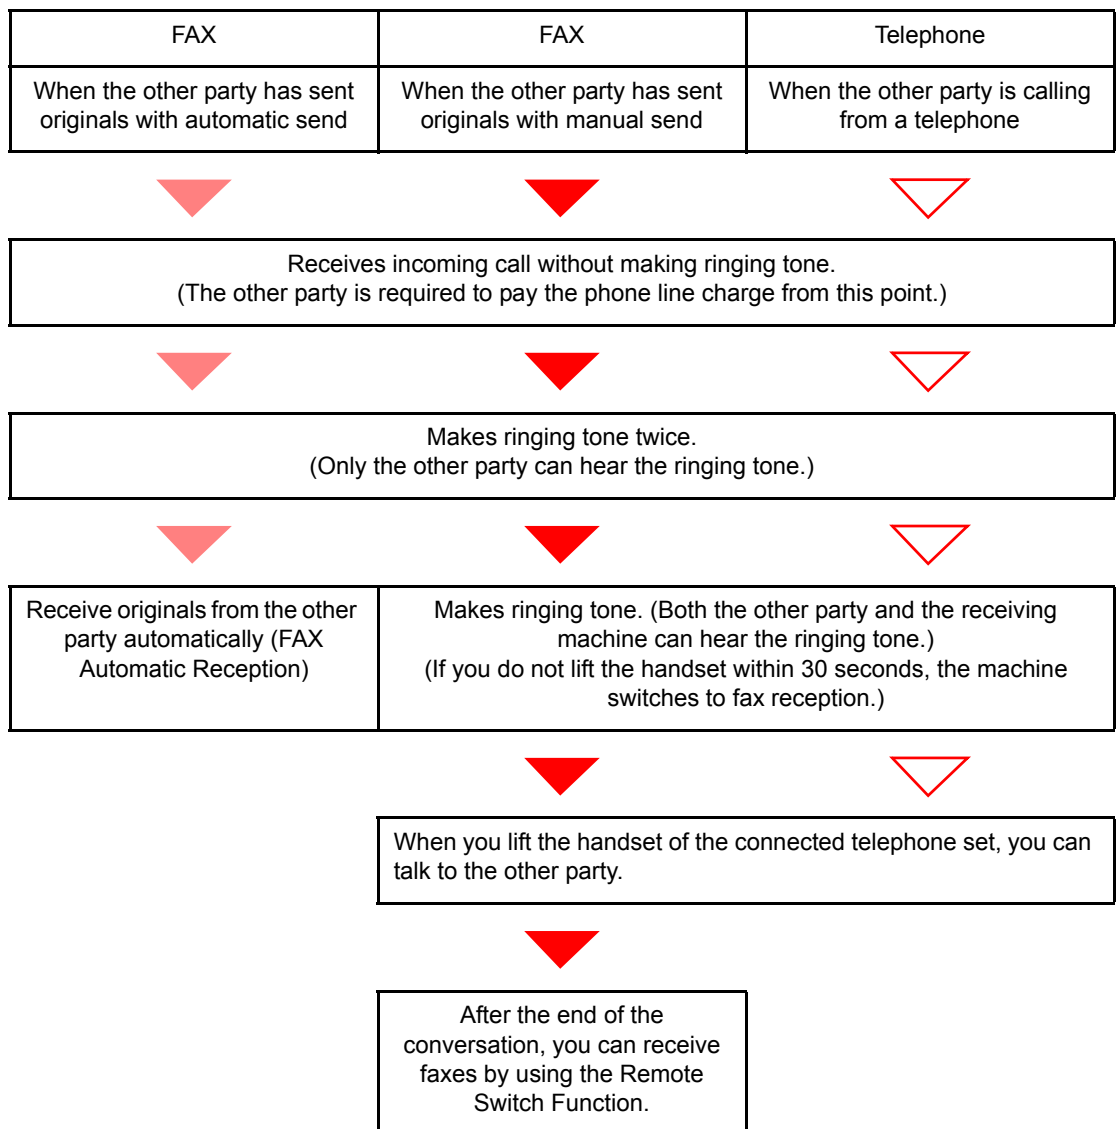 FAX
FAX
Telephone
When the other party has sent
originals with automatic send
When the other party has sent
originals with manual send
When the other party is calling
from a telephone
Receives incoming call without making ringing tone.
(The other party is required to pay the phone line charge from this point.)
Makes ringing tone twice.
(Only the other party can hear the ringing tone.)
Receive originals from the other
party automatically (FAX
Automatic Reception)
Makes ringing tone. (Both the other party and the receiving
machine can hear the ringing tone.)
(If you do not lift the handset within 30 seconds, the machine
switches to fax reception.)
When you lift the handset of the connected telephone set, you can
talk to the other party.
After the end of the
conversation, you can receive
faxes by using the Remote
Switch Function.